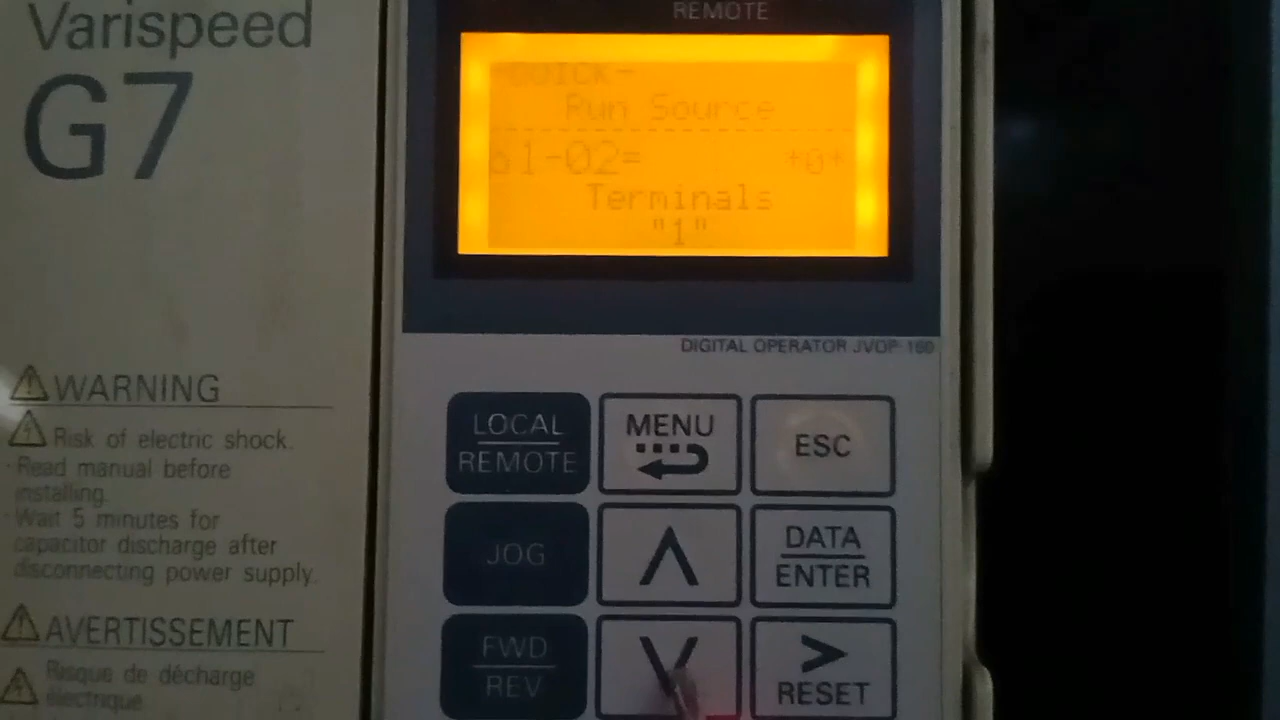 Varispeed
G7
WARNING
Risk of electric shock.
Read manual before
installing.
Wait 5 minutes for
capacitor discharge after
disconnecting power supply.
AVERTISSEMENT
Risque de décharge
électrique
REMOTE
-QUICK-
Run Source
o1-02= *0*
Terminals
"1"
DIGITAL OPERATOR JVOP-160
LOCAL
REMOTE
MENU
ESC
JOG
DATA
ENTER
FWD
REV
RESET